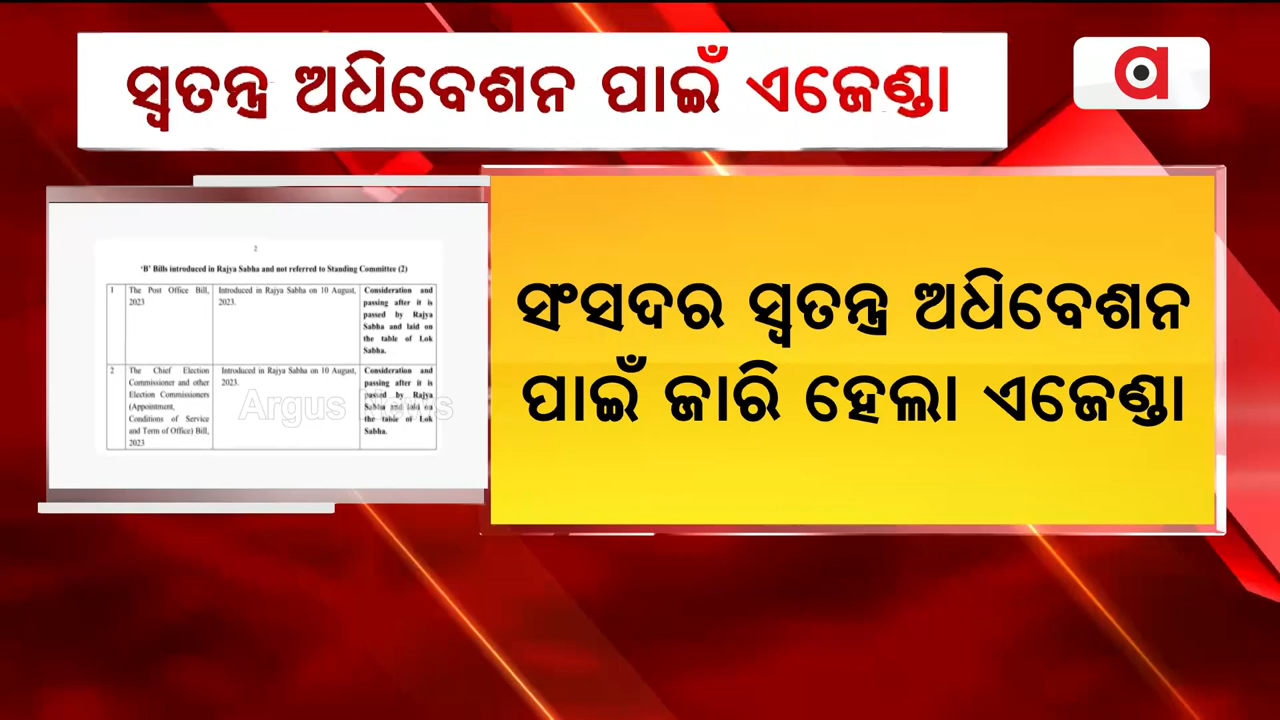 ସ୍ୱତନ୍ତ୍ର ଅଧିବେଶନ ପାଇଁ ଏଜେଣ୍ଡା
a
2
'B' Bills introduced in Rajya Sabha and not referred to Standing Committee (2)
1 The Post Office Bill, Introduced in Rajya Sabha on 10 August, Consideration and
2023 2023. passing after it is
passed by Rajya
Sabha and laid on
the table of Lok
Sabha.
2 The Chief Election Introduced in Rajya Sabha on 10 August, Consideration and
Commissioner and other 2023. passing after it is
Election Commissioners passed by Rajya
(Appointment, Sabha and laid on
Conditions of Service the table of Lok
and Term of Office) Bill, Sabha.
2023
Argus News
ସଂସଦର ସ୍ୱତନ୍ତ୍ର ଅଧିବେଶନ
ପାଇଁ ଜାରି ହେଲା ଏଜେଣ୍ଡା